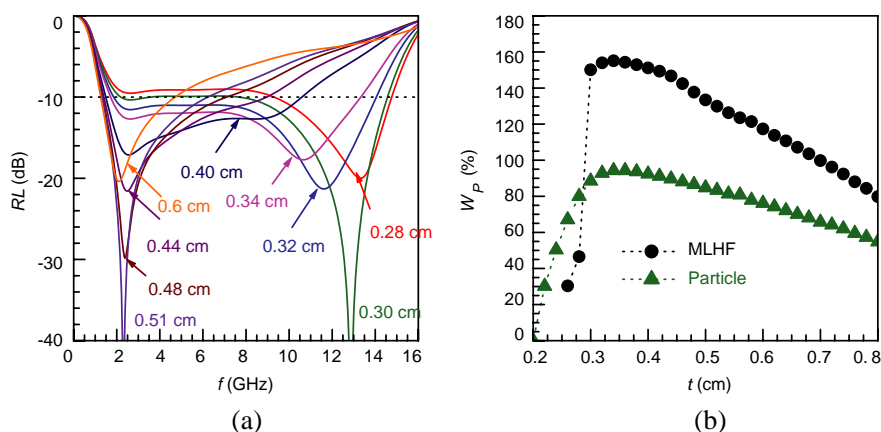 0
-10
-20
-30
-40
RL (dB)
0.40 cm
0.34 cm
0.6 cm
0.28 cm
0.32 cm
0.44 cm
0.48 cm
0.30 cm
0.51 cm
0 2 4 6 8 10 12 14 16
f (GHz)
(a)
180
160
140
120
100
80
60
40
20
0
W_P (%)
MLHF
Particle
0.2 0.3 0.4 0.5 0.6 0.7 0.8
t (cm)
(b)